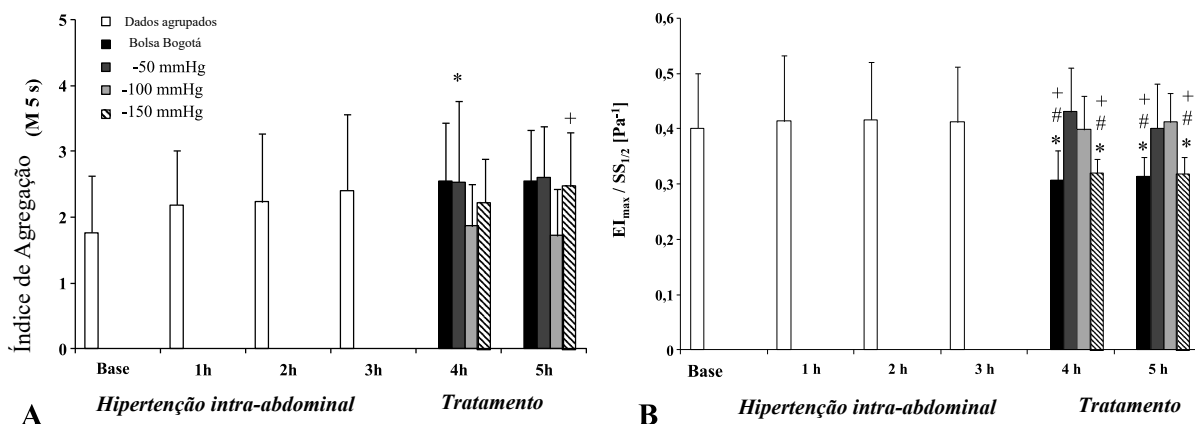 5
4
3
2
1
0
Índice de Agregação (M 5 s)
Dados agrupados
Bolsa Bogotá
-50 mmHg
-100 mmHg
-150 mmHg
*
+
Base 1h 2h 3h 4h 5h
Hipertenção intra-abdominal Tratamento
A
0,6
0,5
0,4
0,3
0,2
0,1
0
EImax / SS1/2 [Pa-1]
+ + + +
# # # #
* * * *
Base 1 h 2 h 3 h 4 h 5 h
Hipertenção intra-abdominal Tratamento
B